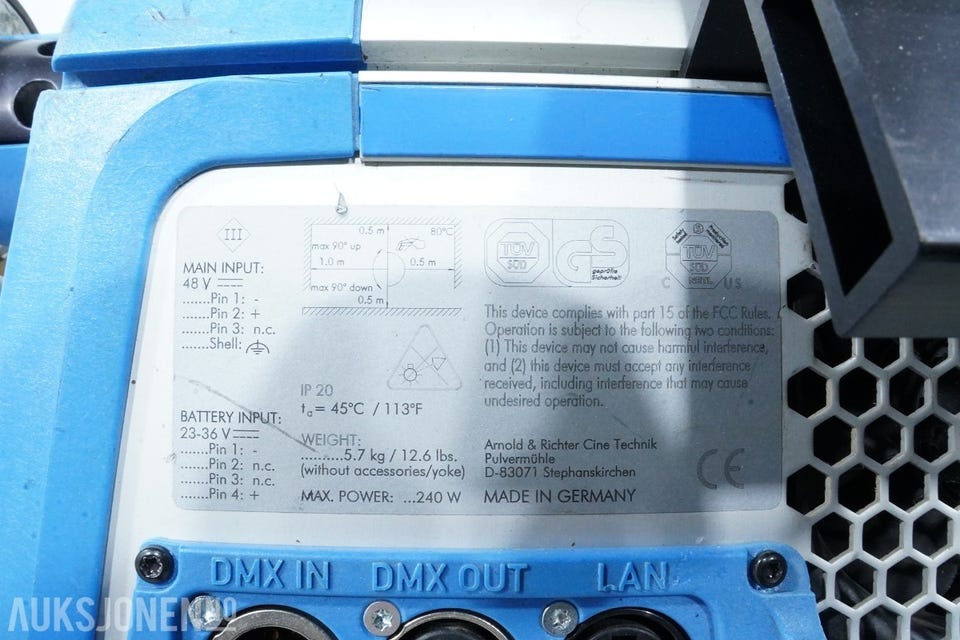 III
MAIN INPUT:
48 V
.......Pin 1: -
.......Pin 2: +
.......Pin 3: n.c.
.......Shell:
BATTERY INPUT:
23-36 V
.......Pin 1: -
.......Pin 2: n.c.
.......Pin 3: n.c.
.......Pin 4: +
0.5 m
80°C
max 90° up
1.0 m
0.5 m
max 90° down
0.5 m
IP 20
ta = 45°C / 113°F
WEIGHT:
.........5.7 kg / 12.6 lbs.
(without accessories/yoke)
MAX. POWER: ...240 W
TÜV
SÜD
GS
geprüfte
Sicherheit
TÜV
SÜD
NRTL
C US
This device complies with part 15 of the FCC Rules.
Operation is subject to the following two conditions:
(1) This device may not cause harmful interference,
and (2) this device must accept any interference
received, including interference that may cause
undesired operation.
Arnold & Richter Cine Technik
Pulvermühle
D-83071 Stephanskirchen
MADE IN GERMANY
CE
DMX IN DMX OUT LAN
AUKSJONEN.NO